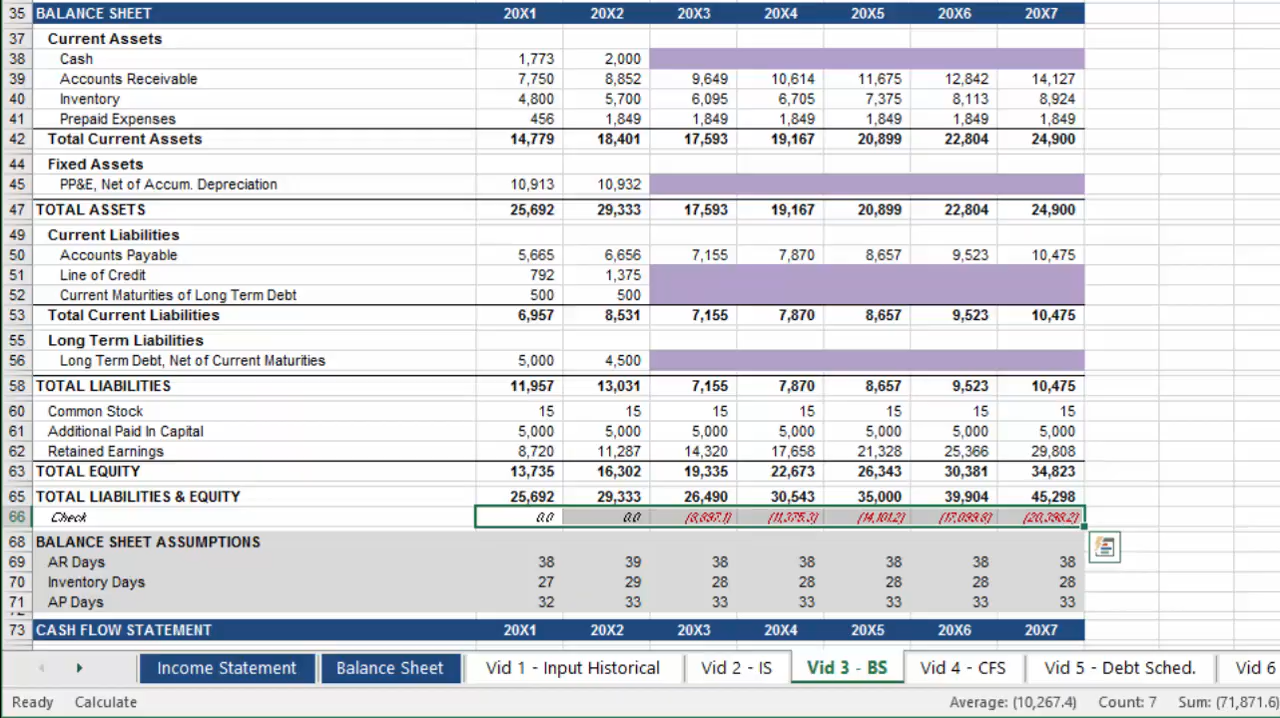 35 BALANCE SHEET 20X1 20X2 20X3 20X4 20X5 20X6 20X7
37 Current Assets
38 Cash 1,773 2,000
39 Accounts Receivable 7,750 8,852 9,649 10,614 11,675 12,842 14,127
40 Inventory 4,800 5,700 6,095 6,705 7,375 8,113 8,924
41 Prepaid Expenses 456 1,849 1,849 1,849 1,849 1,849 1,849
42 Total Current Assets 14,779 18,401 17,593 19,167 20,899 22,804 24,900
44 Fixed Assets
45 PP&E, Net of Accum. Depreciation 10,913 10,932
47 TOTAL ASSETS 25,692 29,333 17,593 19,167 20,899 22,804 24,900
49 Current Liabilities
50 Accounts Payable 5,665 6,656 7,155 7,870 8,657 9,523 10,475
51 Line of Credit 792 1,375
52 Current Maturities of Long Term Debt 500 500
53 Total Current Liabilities 6,957 8,531 7,155 7,870 8,657 9,523 10,475
55 Long Term Liabilities
56 Long Term Debt, Net of Current Maturities 5,000 4,500
58 TOTAL LIABILITIES 11,957 13,031 7,155 7,870 8,657 9,523 10,475
60 Common Stock 15 15 15 15 15 15 15
61 Additional Paid In Capital 5,000 5,000 5,000 5,000 5,000 5,000 5,000
62 Retained Earnings 8,720 11,287 14,320 17,658 21,328 25,366 29,808
63 TOTAL EQUITY 13,735 16,302 19,335 22,673 26,343 30,381 34,823
65 TOTAL LIABILITIES & EQUITY 25,692 29,333 26,490 30,543 35,000 39,904 45,298
66 Check 0.0 0.0 (8,897.1) (11,375.3) (14,101.2) (17,099.8) (20,398.2)
68 BALANCE SHEET ASSUMPTIONS
69 AR Days 38 39 38 38 38 38 38
70 Inventory Days 27 29 28 28 28 28 28
71 AP Days 32 33 33 33 33 33 33
73 CASH FLOW STATEMENT 20X1 20X2 20X3 20X4 20X5 20X6 20X7
Income Statement Balance Sheet Vid 1 - Input Historical Vid 2 - IS Vid 3 - BS Vid 4 - CFS Vid 5 - Debt Sched. Vid 6
Ready Calculate Average: (10,267.4) Count: 7 Sum: (71,871.6)